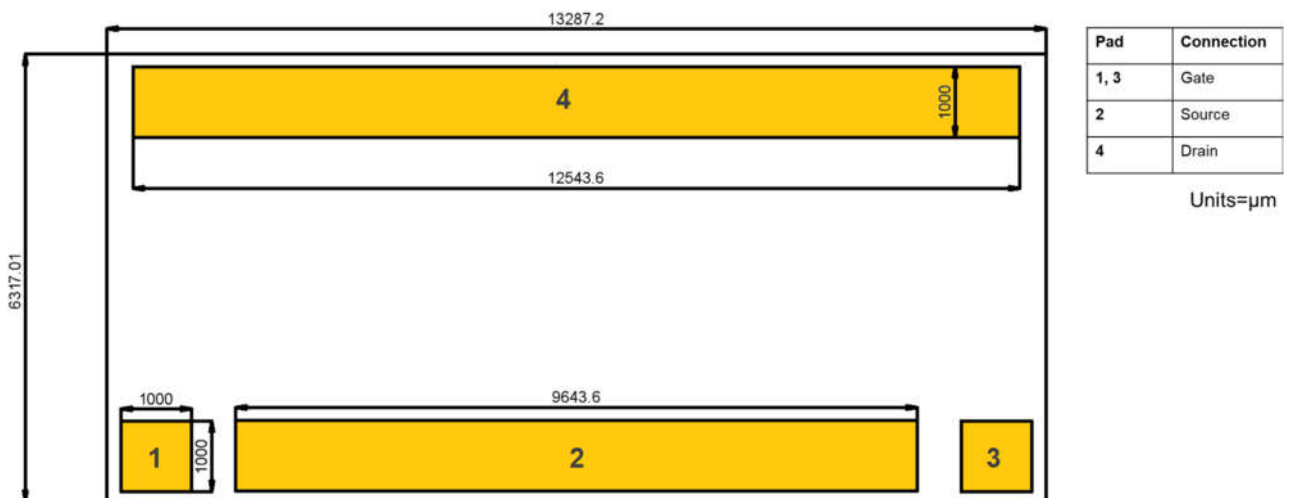 13287.2
4
1000
12543.6
6317.01
1000
1
1000
9643.6
2
3
Pad Connection
1, 3 Gate
2 Source
4 Drain
Units=µm